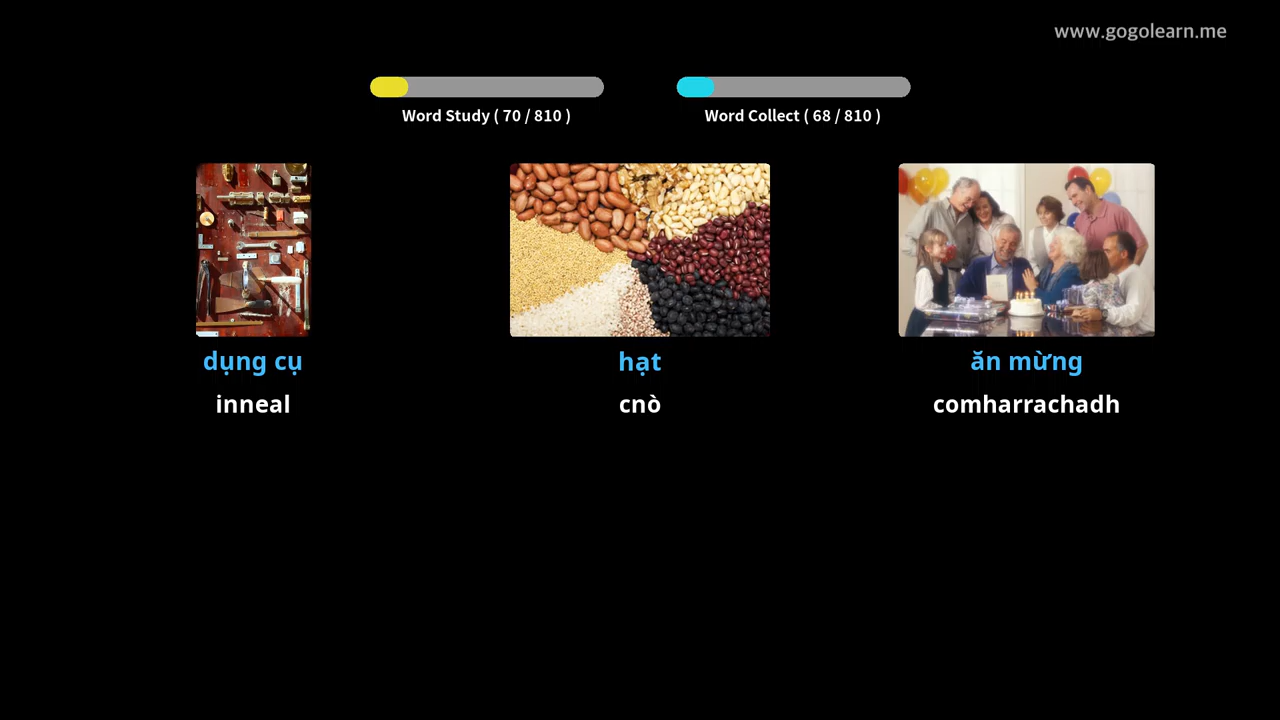 www.gogolearn.me
Word Study ( 70 / 810 )
Word Collect ( 68 / 810 )
dụng cụ
hạt
ăn mừng
inneal
cnò
comharrachadh